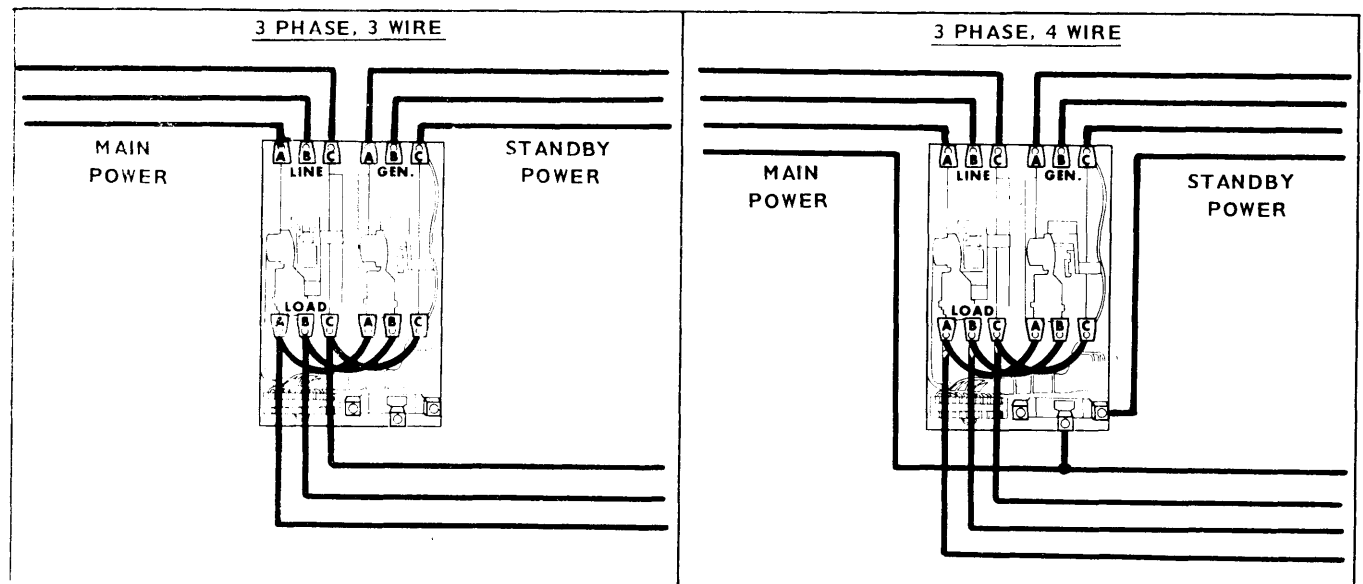 3 PHASE, 3 WIRE
MAIN
POWER
STANDBY
POWER
A B C A B C
LINE GEN.
LOAD
A B C A B C
3 PHASE, 4 WIRE
MAIN
POWER
STANDBY
POWER
A B C A B C
LINE GEN.
LOAD
A B C A B C